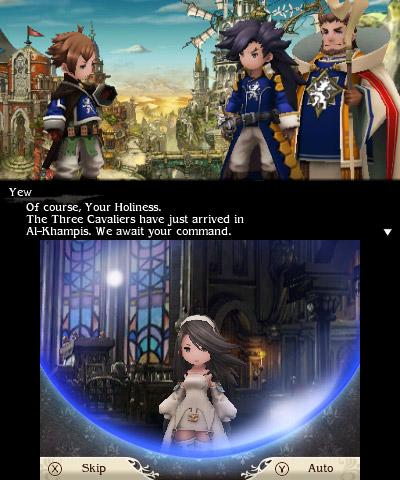 Yew
Of course, Your Holiness.
The Three Cavaliers have just arrived in
Al-Khampis. We await your command.
X Skip
Y Auto